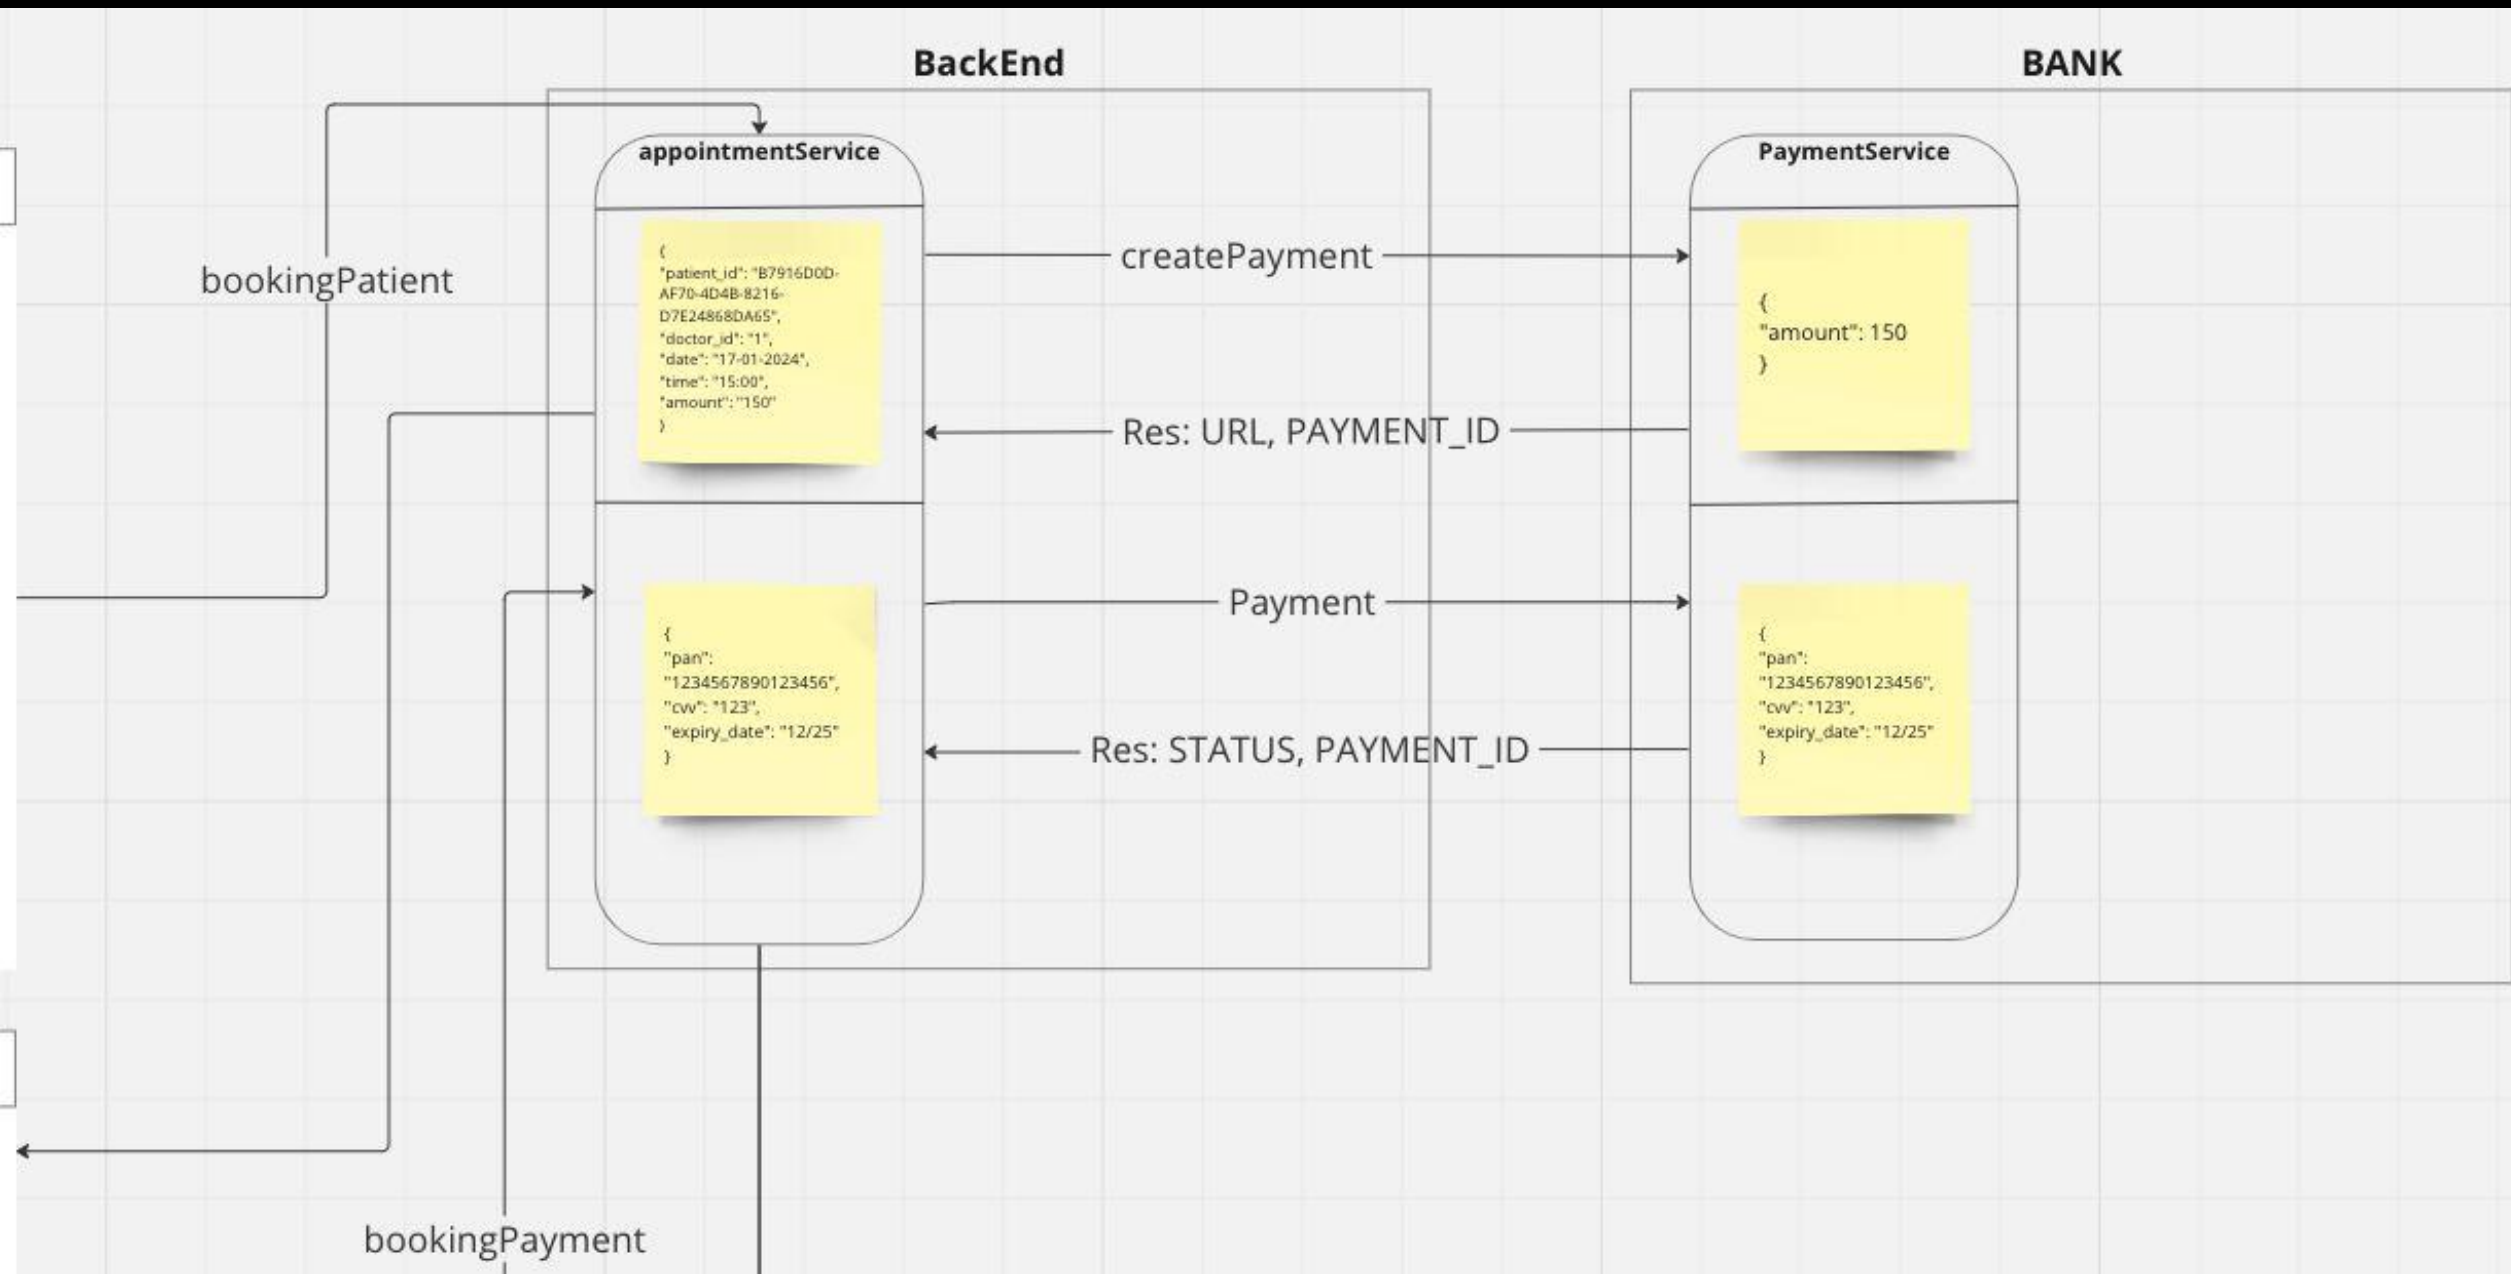 BackEnd
BANK
appointmentService
PaymentService
bookingPatient
{
"patient_id": "B7916D0D-
AF70-4D4B-8216-
D7E24868DA65",
"doctor_id": "1",
"date": "17-01-2024",
"time": "15:00",
"amount": "150"
}
createPayment
{
"amount": 150
}
Res: URL, PAYMENT_ID
{
"pan":
"1234567890123456",
"cvv": "123",
"expiry_date": "12/25"
}
Payment
{
"pan":
"1234567890123456",
"cvv": "123",
"expiry_date": "12/25"
}
Res: STATUS, PAYMENT_ID
bookingPayment